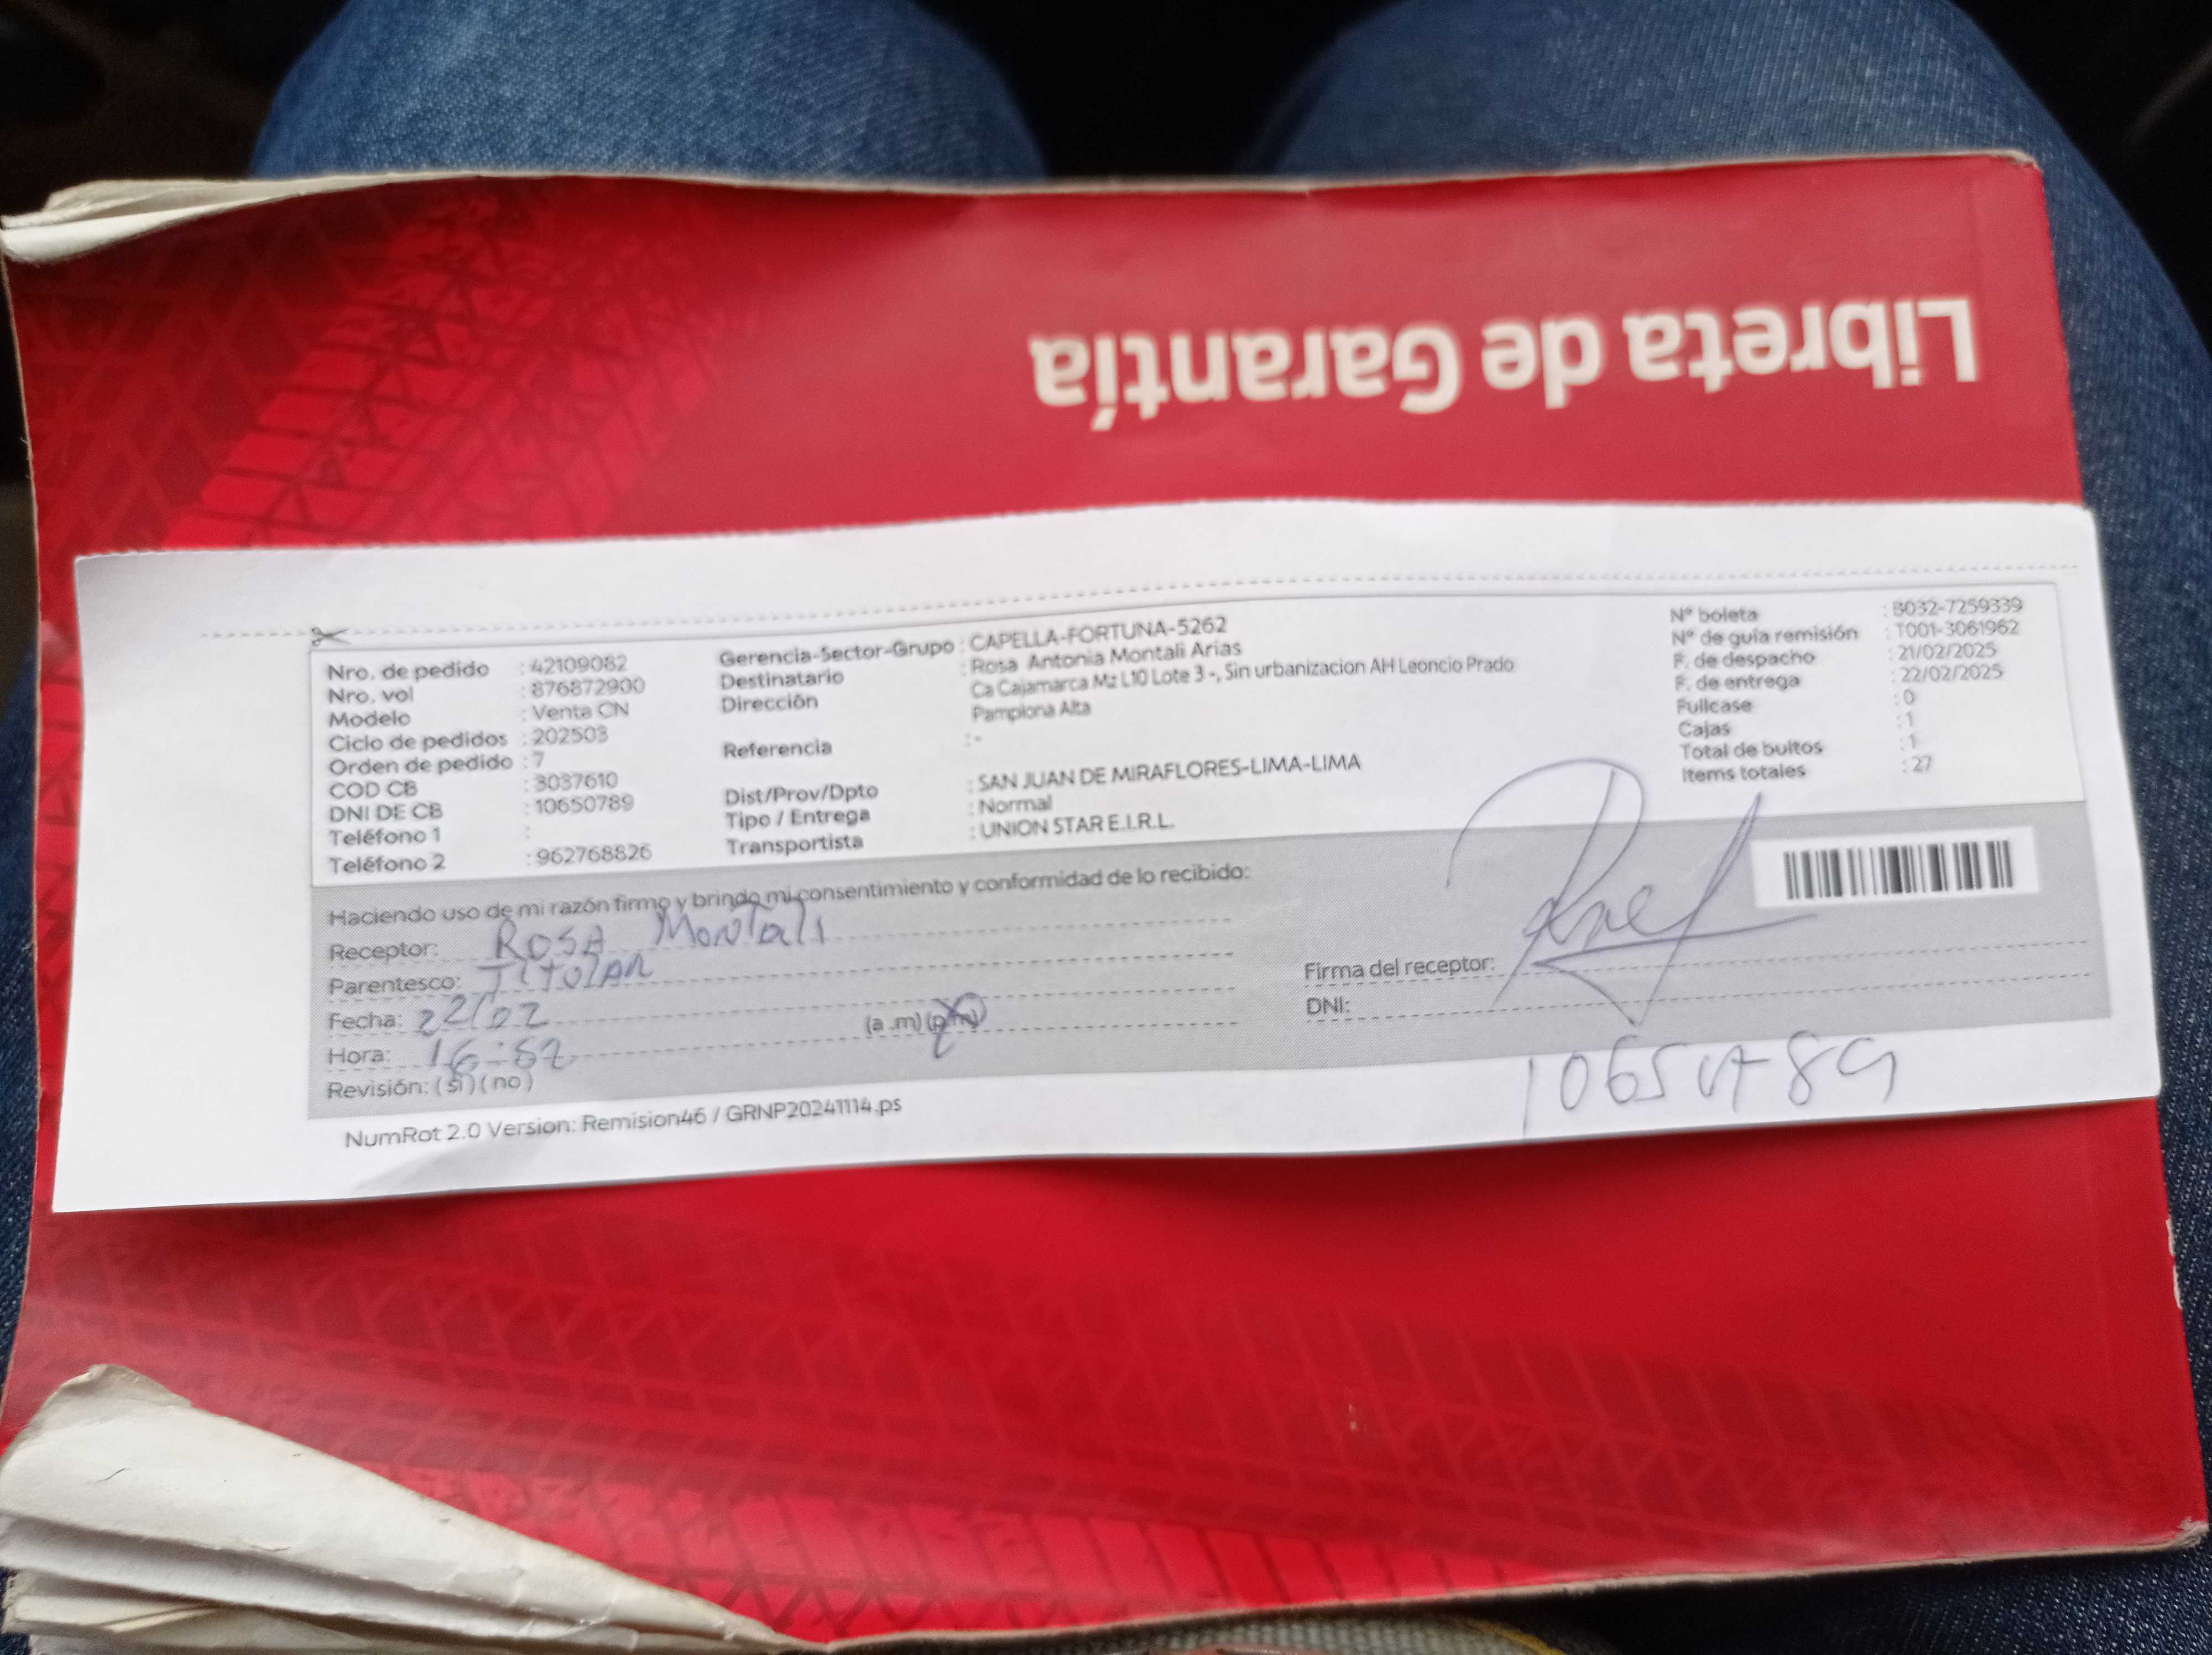 Libreta de Garantía
Nro. de pedido : 42109082
Nro. vol : 876872900
Modelo : Venta CN
Ciclo de pedidos : 202503
Orden de pedido : 7
COD CB : 3037610
DNI DE CB : 10650789
Teléfono 1 :
Teléfono 2 : 962768826
Gerencia-Sector-Grupo : CAPELLA-FORTUNA-5262
Destinatario : Rosa Antonia Montali Arias
Dirección Ca Cajamarca Mz L10 Lote 3 -, Sin urbanizacion AH Leoncio Prado
Pamplona Alta
Referencia : -
Dist/Prov/Dpto : SAN JUAN DE MIRAFLORES-LIMA-LIMA
Tipo / Entrega : Normal
Transportista : UNION STAR E.I.R.L.
Nº boleta : B032-7259339
Nº de guía remisión : T001-3061962
F. de despacho : 21/02/2025
F. de entrega : 22/02/2025
Fullcase : 0
Cajas : 1
Total de bultos : 1
Items totales : 27
Haciendo uso de mi razón firmo y brindo mi consentimiento y conformidad de lo recibido:
Receptor: ROSA Montali
Parentesco: TITULAR
Fecha: 22/02
Hora: 16:52 (a .m) (p.m)
Revisión: ( si ) ( no )
Firma del receptor:
DNI:
10650789
NumRot 2.0 Version: Remision46 / GRNP20241114.ps